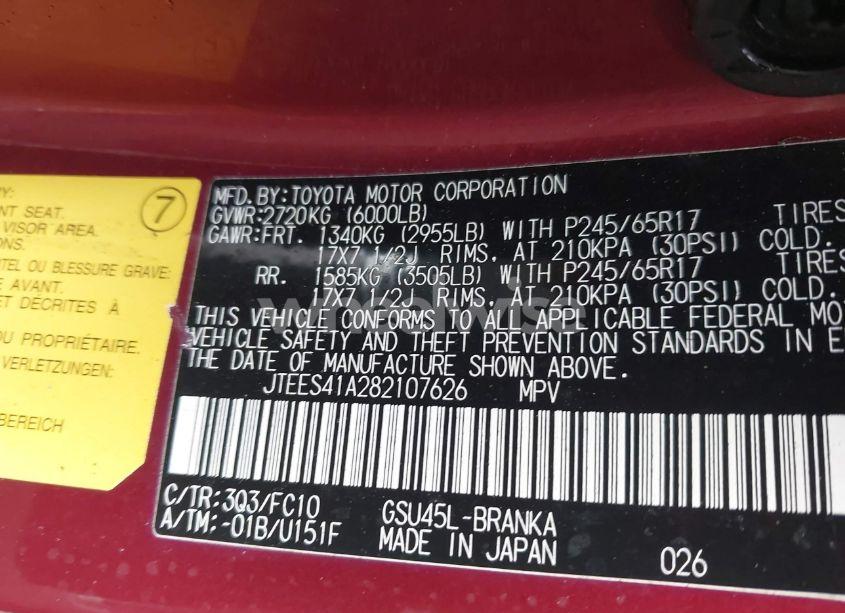 Y:
NT SEAT.
VISOR AREA.
ONS.
TEL OU BLESSURE GRAVE:
E AVANT.
ET DÉCRITES À
DU PROPRIÉTAIRE.
VERLETZUNGEN:
BEREICH
7
MFD.BY:TOYOTA MOTOR CORPORATION
GVWR:2720KG (6000LB)
GAWR:FRT. 1340KG (2955LB) WITH P245/65R17 TIRES
17X7 1/2J RIMS, AT 210KPA (30PSI) COLD.
RR. 1585KG (3505LB) WITH P245/65R17 TIRES
17X7 1/2J RIMS, AT 210KPA (30PSI) COLD.
THIS VEHICLE CONFORMS TO ALL APPLICABLE FEDERAL MO
VEHICLE SAFETY AND THEFT PREVENTION STANDARDS IN E
THE DATE OF MANUFACTURE SHOWN ABOVE.
JTEES41A282107626 MPV
C/TR:3Q3/FC10 GSU45L-BRANKA
A/TM:-01B/U151F MADE IN JAPAN 026